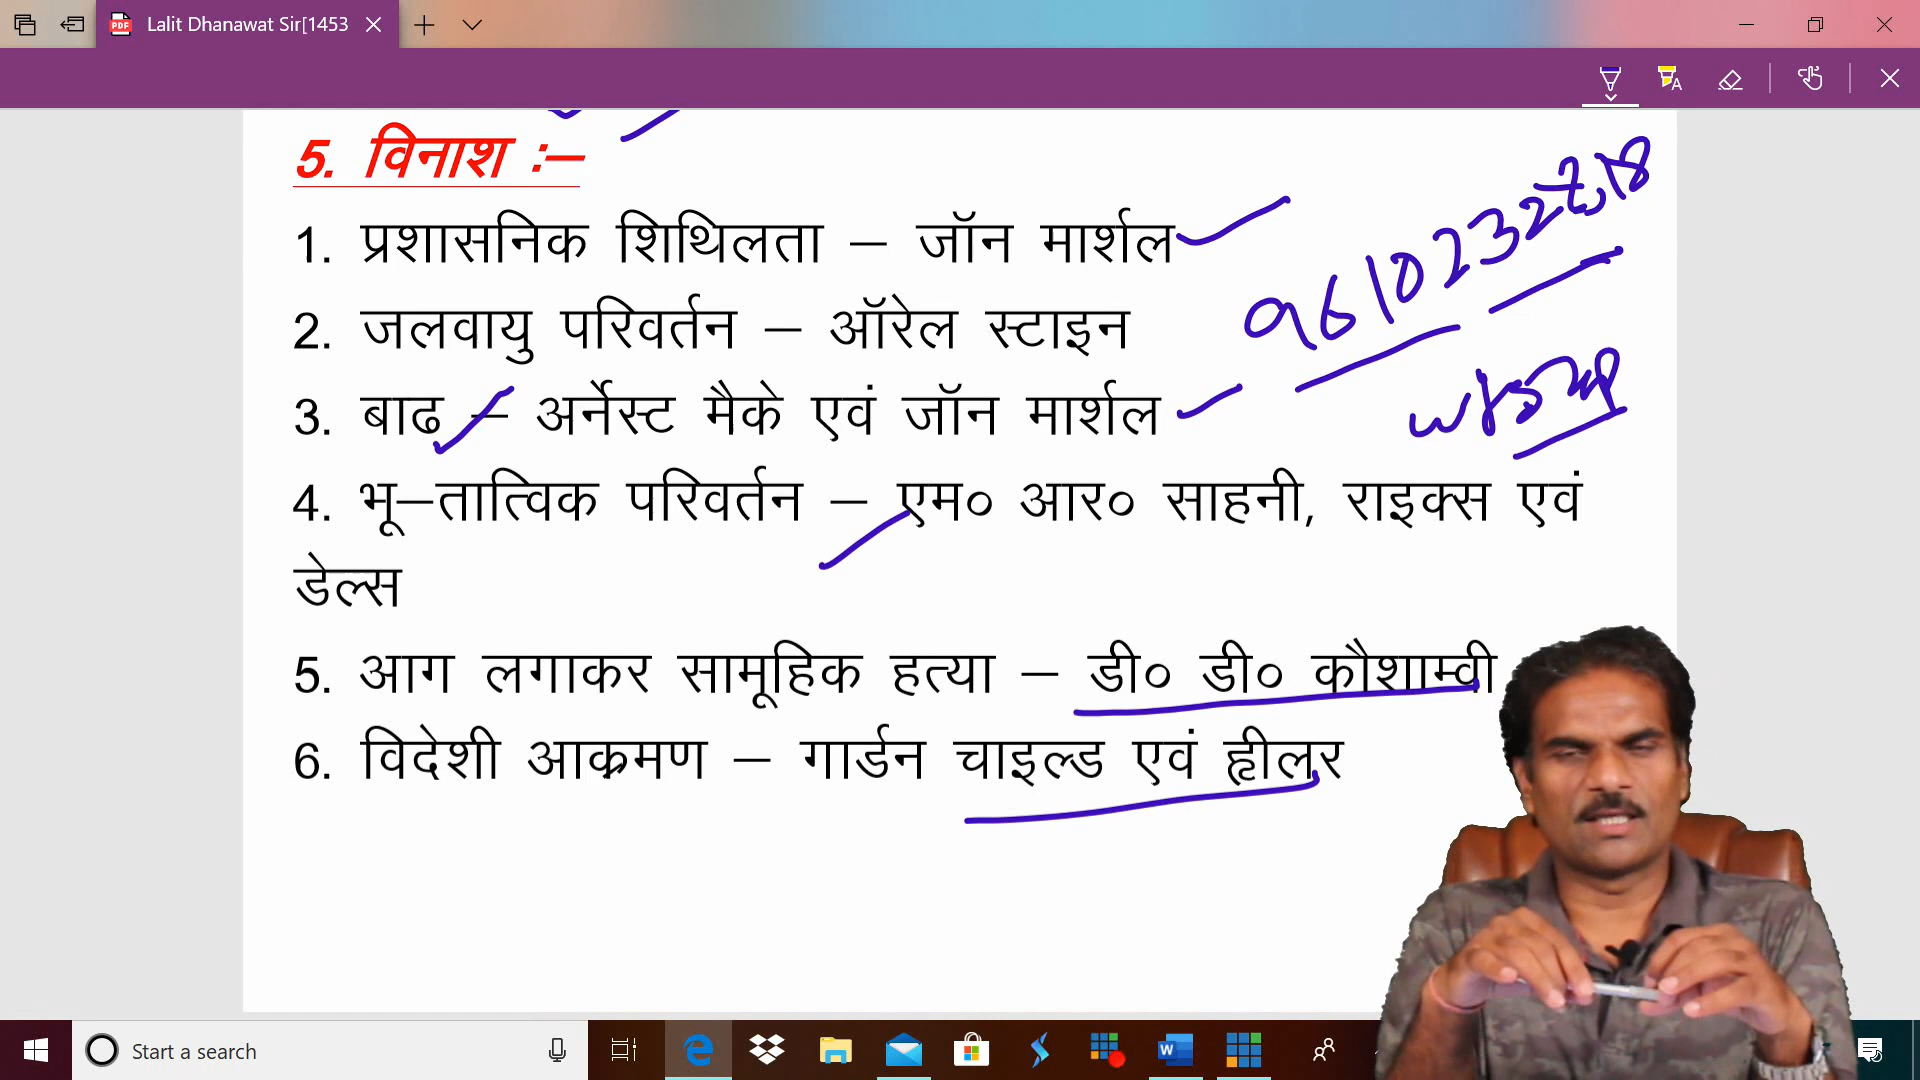 Lalit Dhanawat Sir[1453
5. विनाश :–
1. प्रशासनिक शिथिलता – जॉन मार्शल
2. जलवायु परिवर्तन – ऑरेल स्टाइन
3. बाढ – अर्नेस्ट मैके एवं जॉन मार्शल
4. भू–तात्विक परिवर्तन – एम० आर० साहनी, राइक्स एवं
डेल्स
5. आग लगाकर सामूहिक हत्या – डी० डी० कौशाम्वी
6. विदेशी आक्रमण – गार्डन चाइल्ड एवं ह्वीलर
Start a search